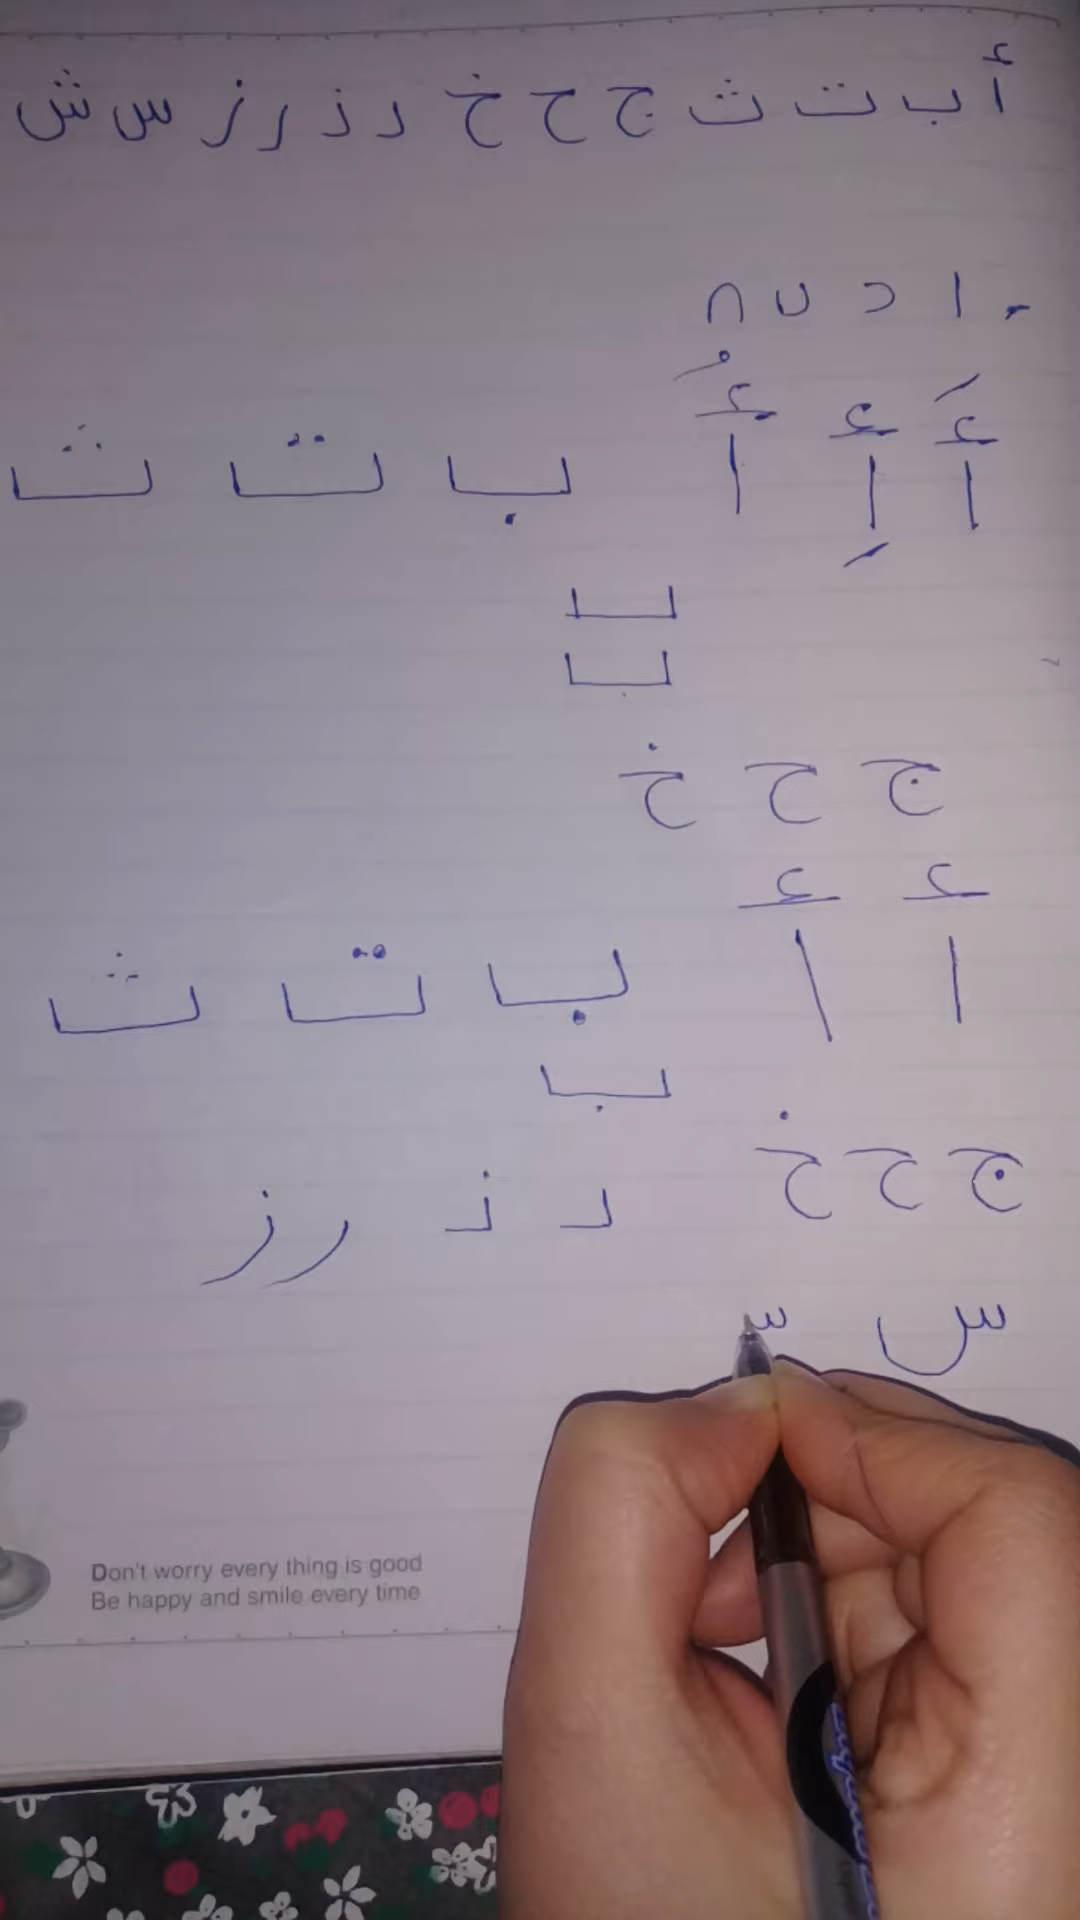 أ ب ت ث ج ح خ د ذ ر ز س ش
أَ إِ أُ ب ت ث
ج ح خ
أ أ ب ت ث
ب
ج ح خ د ذ ر ز
س س
Don't worry every thing is good
Be happy and smile every time